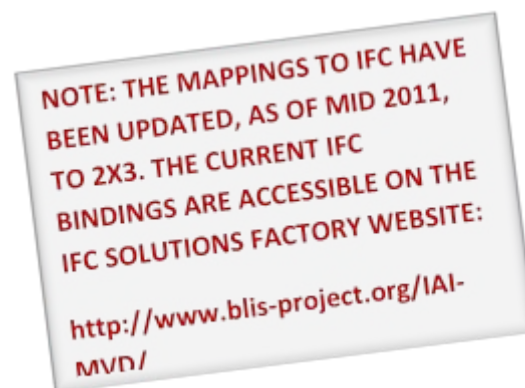 NOTE: THE MAPPINGS TO IFC HAVE
BEEN UPDATED, AS OF MID 2011,
TO 2X3. THE CURRENT IFC
BINDINGS ARE ACCESSIBLE ON THE
IFC SOLUTIONS FACTORY WEBSITE:
http://www.blis-project.org/IAI-
MVD/